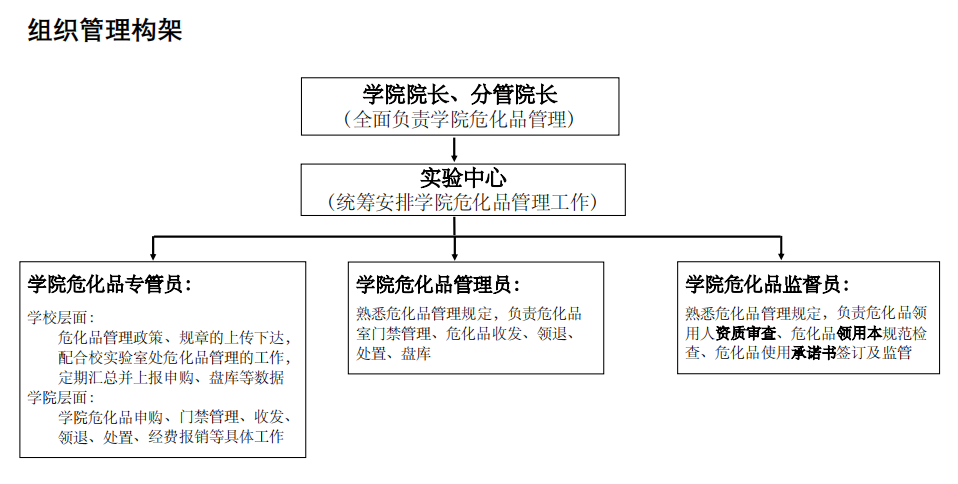 组织管理构架
学院院长、分管院长
（全面负责学院危化品管理）
实验中心
（统筹安排学院危化品管理工作）
学院危化品专管员：
学校层面：
危化品管理政策、规章的上传下达，
配合校实验室处危化品管理的工作，
定期汇总并上报申购、盘库等数据
学院层面：
学院危化品申购、门禁管理、收发、
领退、处置、经费报销等具体工作
学院危化品管理员：
熟悉危化品管理规定，负责危化品
室门禁管理、危化品收发、领退、
处置、盘库
学院危化品监督员：
熟悉危化品管理规定，负责危化品领
用人资质审查、危化品领用本规范检
查、危化品使用承诺书签订及监管